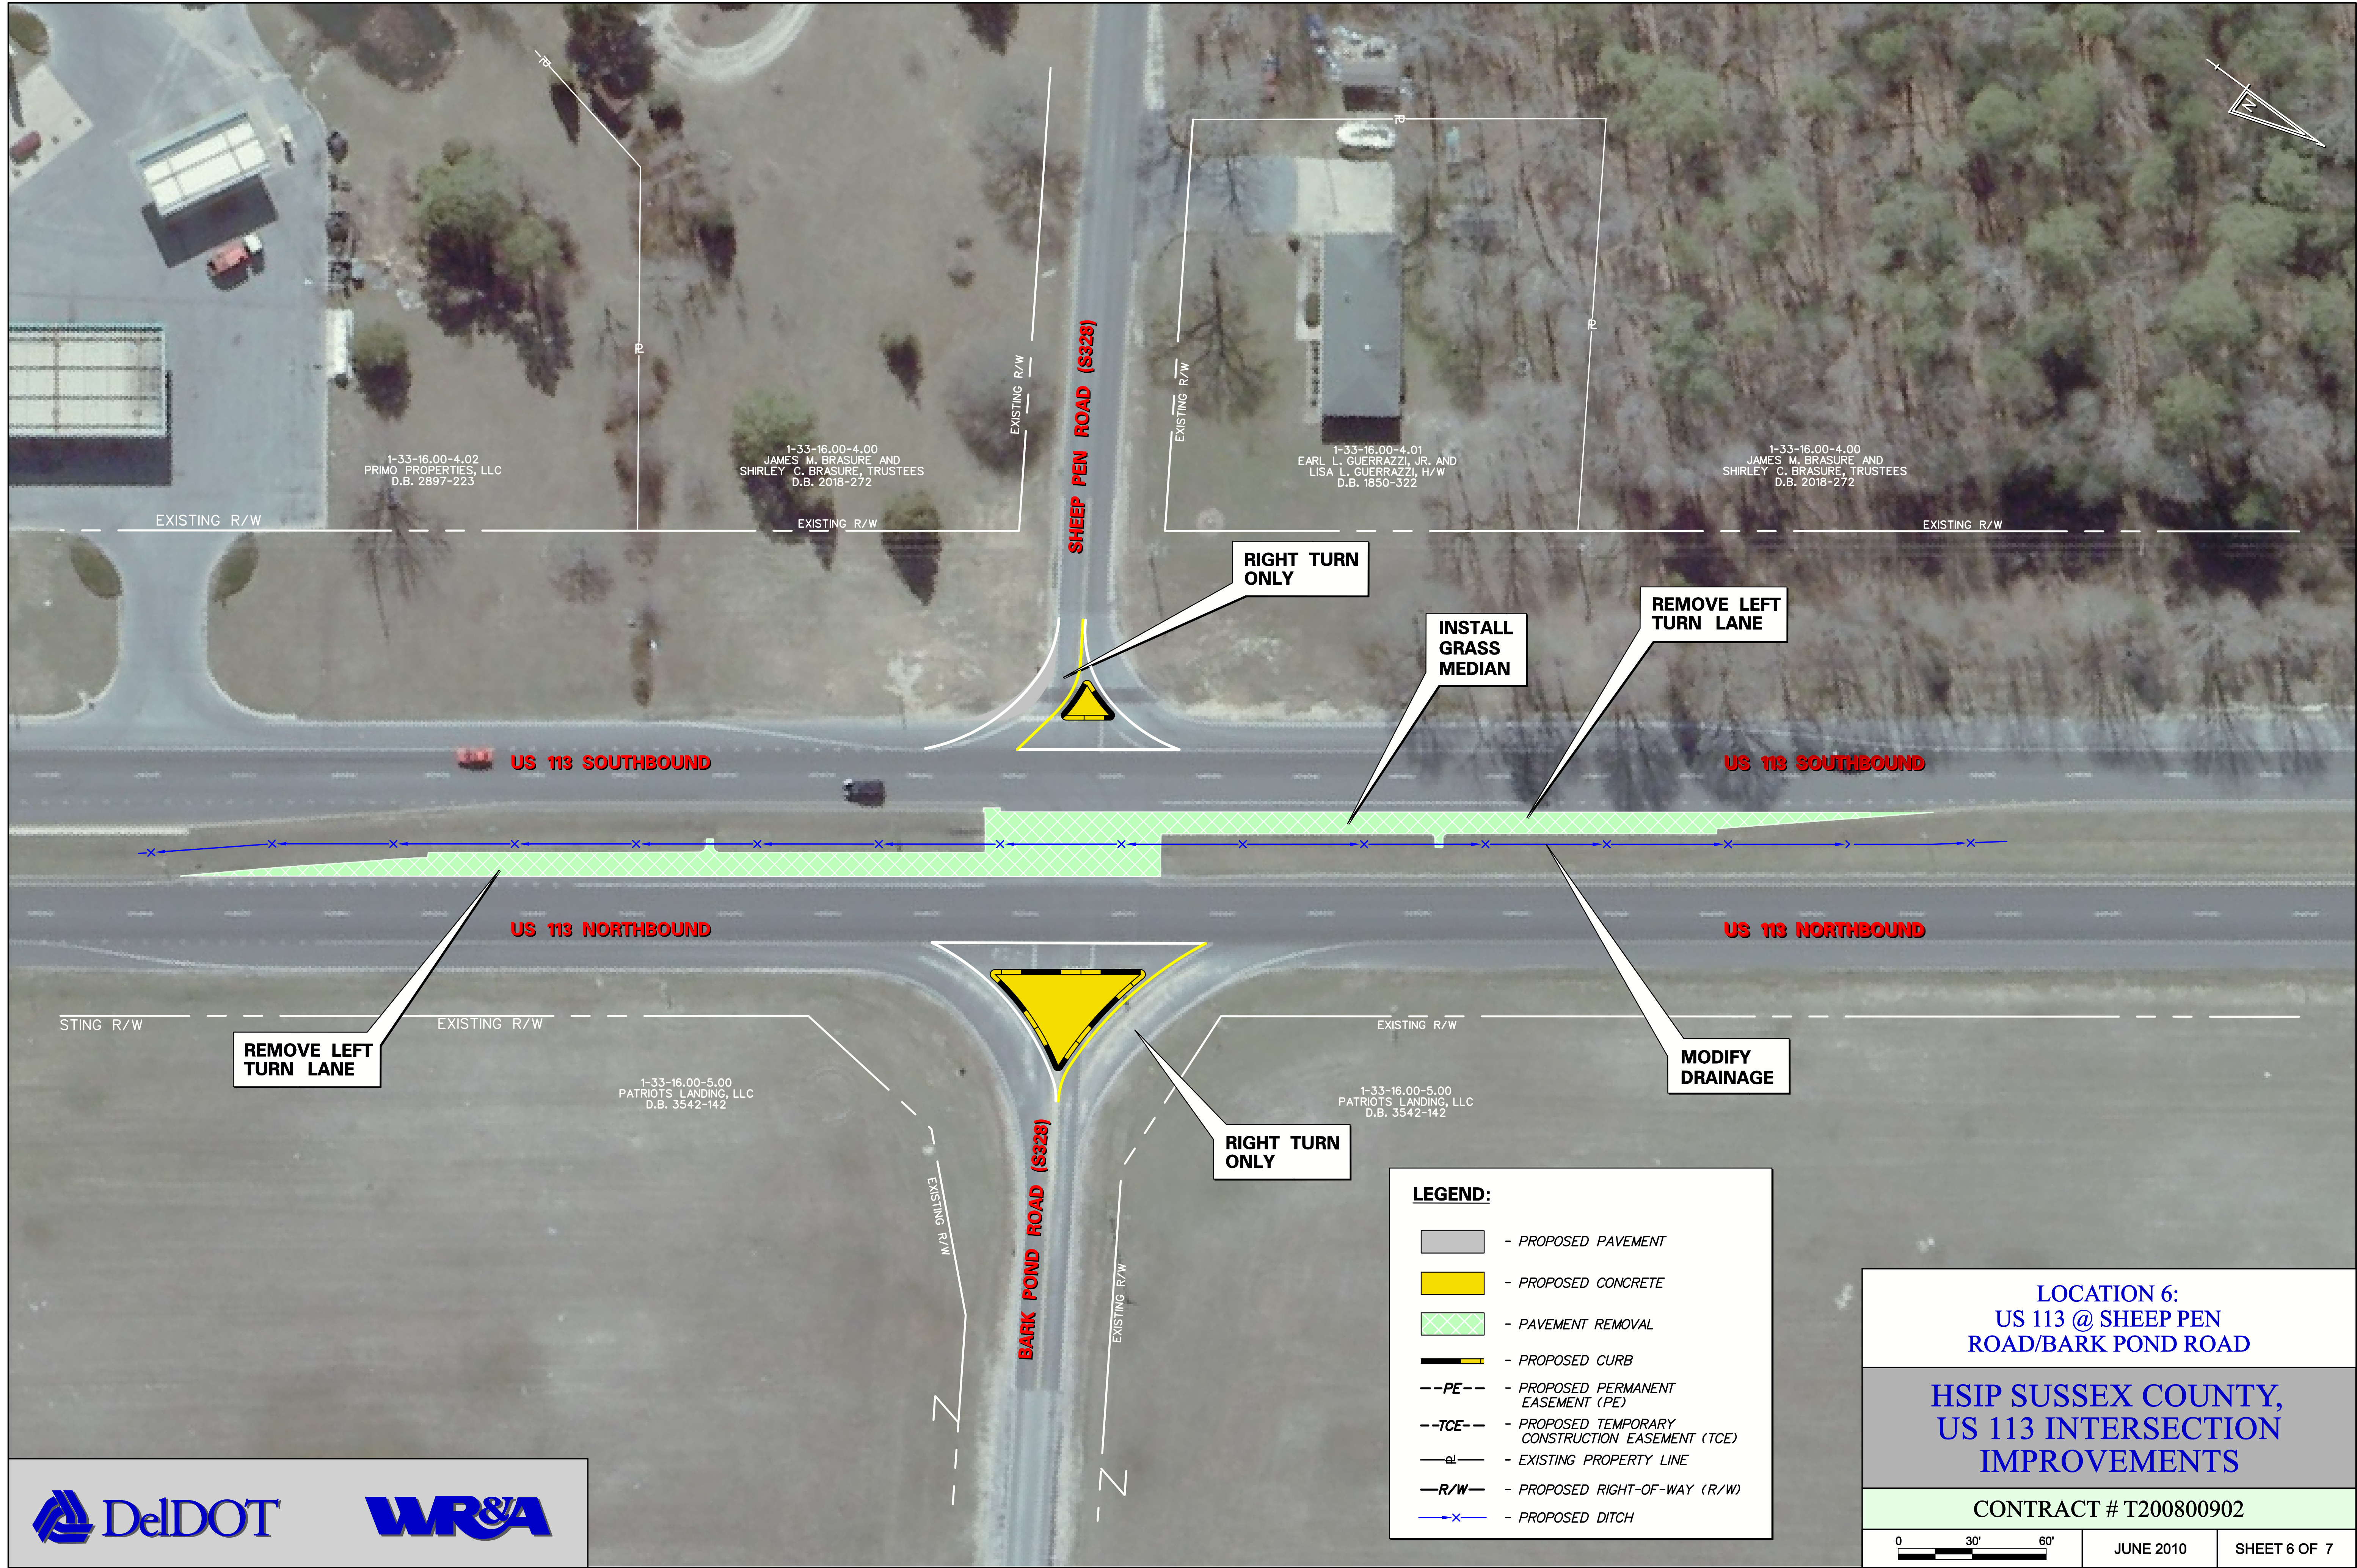 N
1-33-16.00-4.02
PRIMO PROPERTIES, LLC
D.B. 2897-223
1-33-16.00-4.00
JAMES M. BRASURE AND
SHIRLEY C. BRASURE, TRUSTEES
D.B. 2018-272
1-33-16.00-4.01
EARL L. GUERRAZZI, JR. AND
LISA L. GUERRAZZI, H/W
D.B. 1850-322
1-33-16.00-4.00
JAMES M. BRASURE AND
SHIRLEY C. BRASURE, TRUSTEES
D.B. 2018-272
EXISTING R/W
EXISTING R/W
EXISTING R/W
SHEEP PEN ROAD (S328)
EXISTING R/W
EXISTING R/W
RIGHT TURN
ONLY
INSTALL
GRASS
MEDIAN
REMOVE LEFT
TURN LANE
US 113 SOUTHBOUND
US 113 SOUTHBOUND
US 113 NORTHBOUND
US 113 NORTHBOUND
STING R/W
EXISTING R/W
EXISTING R/W
REMOVE LEFT
TURN LANE
MODIFY
DRAINAGE
1-33-16.00-5.00
PATRIOTS LANDING, LLC
D.B. 3542-142
1-33-16.00-5.00
PATRIOTS LANDING, LLC
D.B. 3542-142
RIGHT TURN
ONLY
EXISTING R/W
BARK POND ROAD (S328)
EXISTING R/W
LEGEND:
- PROPOSED PAVEMENT
- PROPOSED CONCRETE
- PAVEMENT REMOVAL
- PROPOSED CURB
PE - PROPOSED PERMANENT
EASEMENT (PE)
TCE - PROPOSED TEMPORARY
CONSTRUCTION EASEMENT (TCE)
PL - EXISTING PROPERTY LINE
R/W - PROPOSED RIGHT-OF-WAY (R/W)
- PROPOSED DITCH
LOCATION 6:
US 113 @ SHEEP PEN
ROAD/BARK POND ROAD
HSIP SUSSEX COUNTY,
US 113 INTERSECTION
IMPROVEMENTS
CONTRACT # T200800902
0 30' 60'
JUNE 2010
SHEET 6 OF 7
DelDOT
WR&A